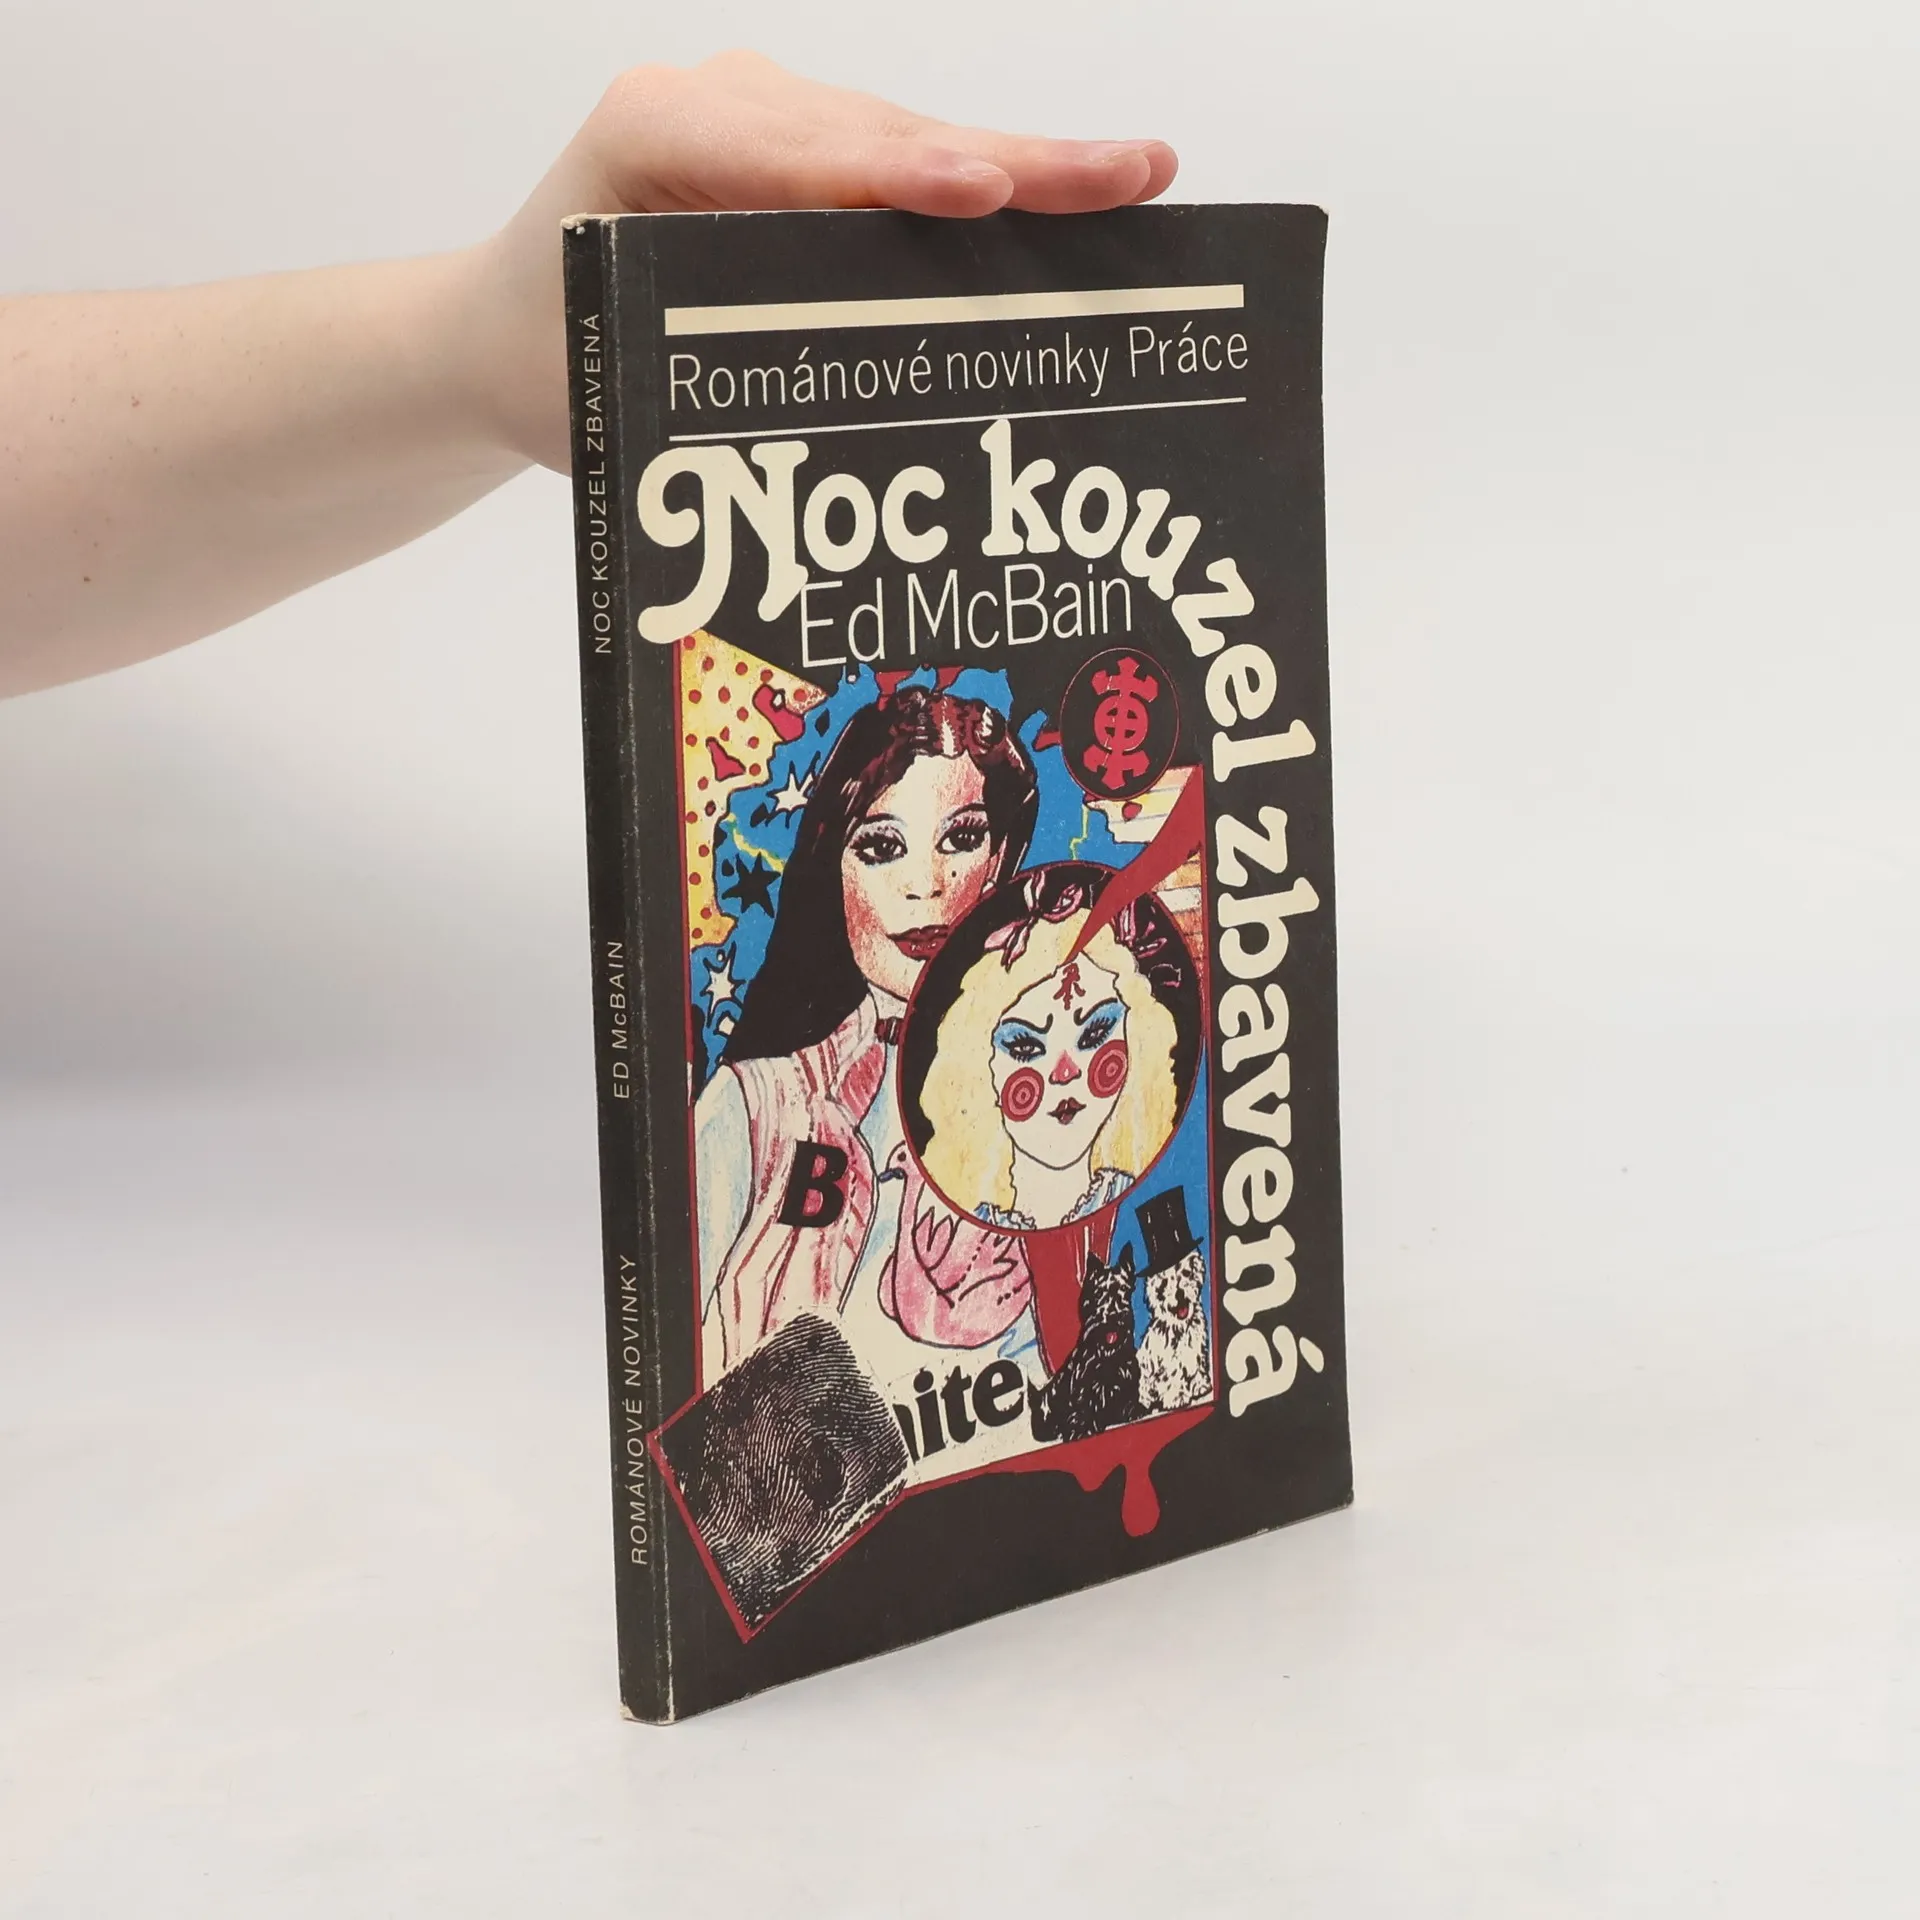 Románové novinky Práce
Noc kouzel zbavená
Ed McBain
B
ite
NOC KOUZEL ZBAVENÁ
ED McBAIN
ROMÁNOVÉ NOVINKY